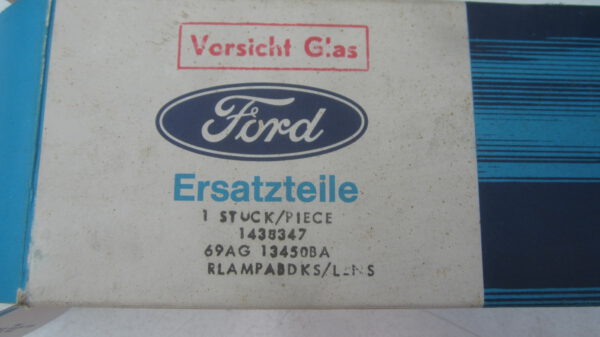 Vorsicht Glas
Ford
Ersatzteile
1 STUCK/PIECE
1438347
69AG 13450BA
RLAMPABDKS/LENS